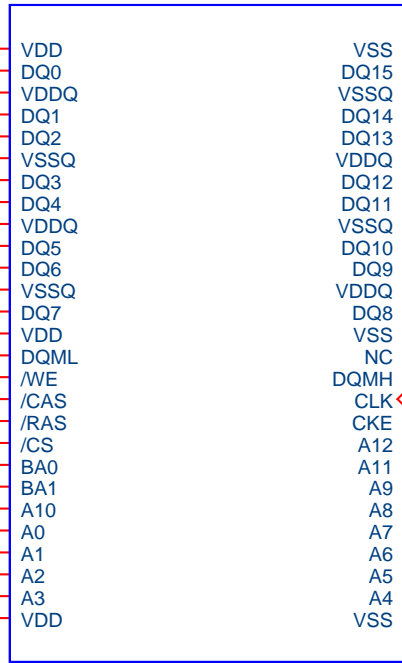 VDD VSS
DQ0 DQ15
VDDQ VSSQ
DQ1 DQ14
DQ2 DQ13
VSSQ VDDQ
DQ3 DQ12
DQ4 DQ11
VDDQ VSSQ
DQ5 DQ10
DQ6 DQ9
VSSQ VDDQ
DQ7 DQ8
VDD VSS
DQML NC
/WE DQMH
/CAS CLK
/RAS CKE
/CS A12
BA0 A11
BA1 A9
A10 A8
A0 A7
A1 A6
A2 A5
A3 A4
VDD VSS